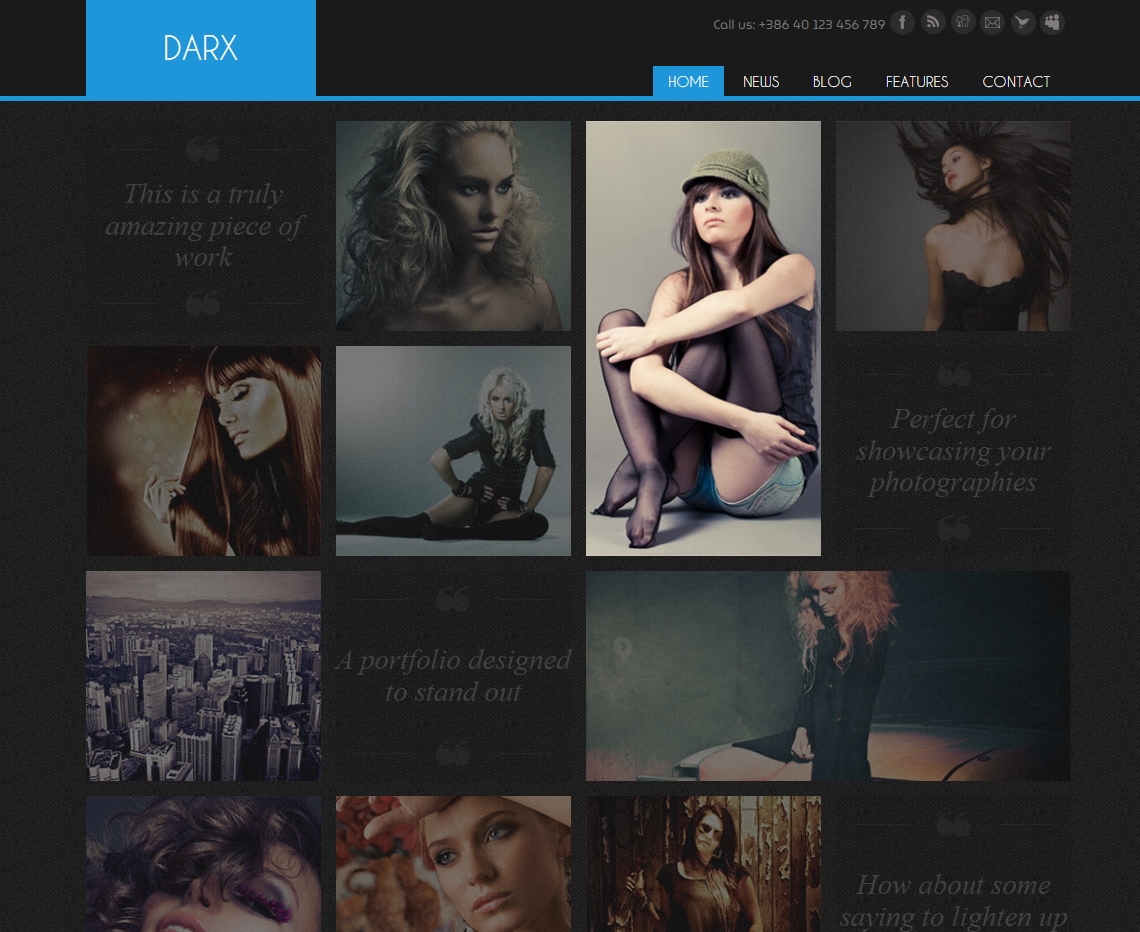 DARX
Call us: +386 40 123 456 789
HOME NEWS BLOG FEATURES CONTACT
This is a truly
amazing piece of
work
Perfect for
showcasing your
photographies
A portfolio designed
to stand out
How about some
saying to lighten up